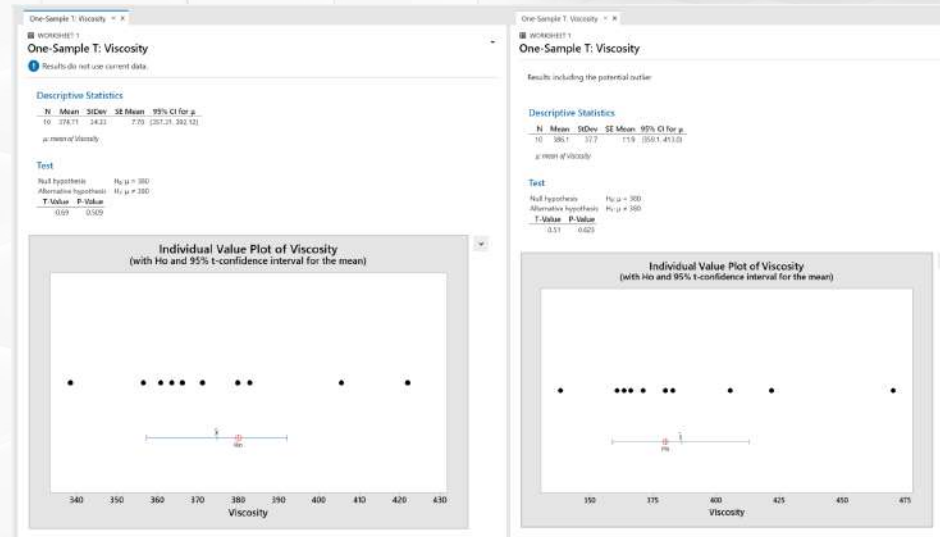 One-Sample T: Viscosity
WORKSHEET 1
One-Sample T: Viscosity
Results do not use current data.
Descriptive Statistics
N Mean StDev SE Mean 95% CI for μ
10 374.71 24.33 7.70 (357.31, 392.12)
μ: mean of Viscosity
Test
Null hypothesis H₀: μ = 380
Alternative hypothesis H₁: μ ≠ 380
T-Value P-Value
-0.69 0.509
Individual Value Plot of Viscosity
(with Ho and 95% t-confidence interval for the mean)
Ho
340 350 360 370 380 390 400 410 420 430
Viscosity
One-Sample T: Viscosity
WORKSHEET 1
One-Sample T: Viscosity
Results including the potential outlier
Descriptive Statistics
N Mean StDev SE Mean 95% CI for μ
10 386.1 37.7 11.9 (359.1, 413.0)
μ: mean of Viscosity
Test
Null hypothesis H₀: μ = 380
Alternative hypothesis H₁: μ ≠ 380
T-Value P-Value
0.51 0.623
Individual Value Plot of Viscosity
(with Ho and 95% t-confidence interval for the mean)
Ho
350 375 400 425 450 475
Viscosity